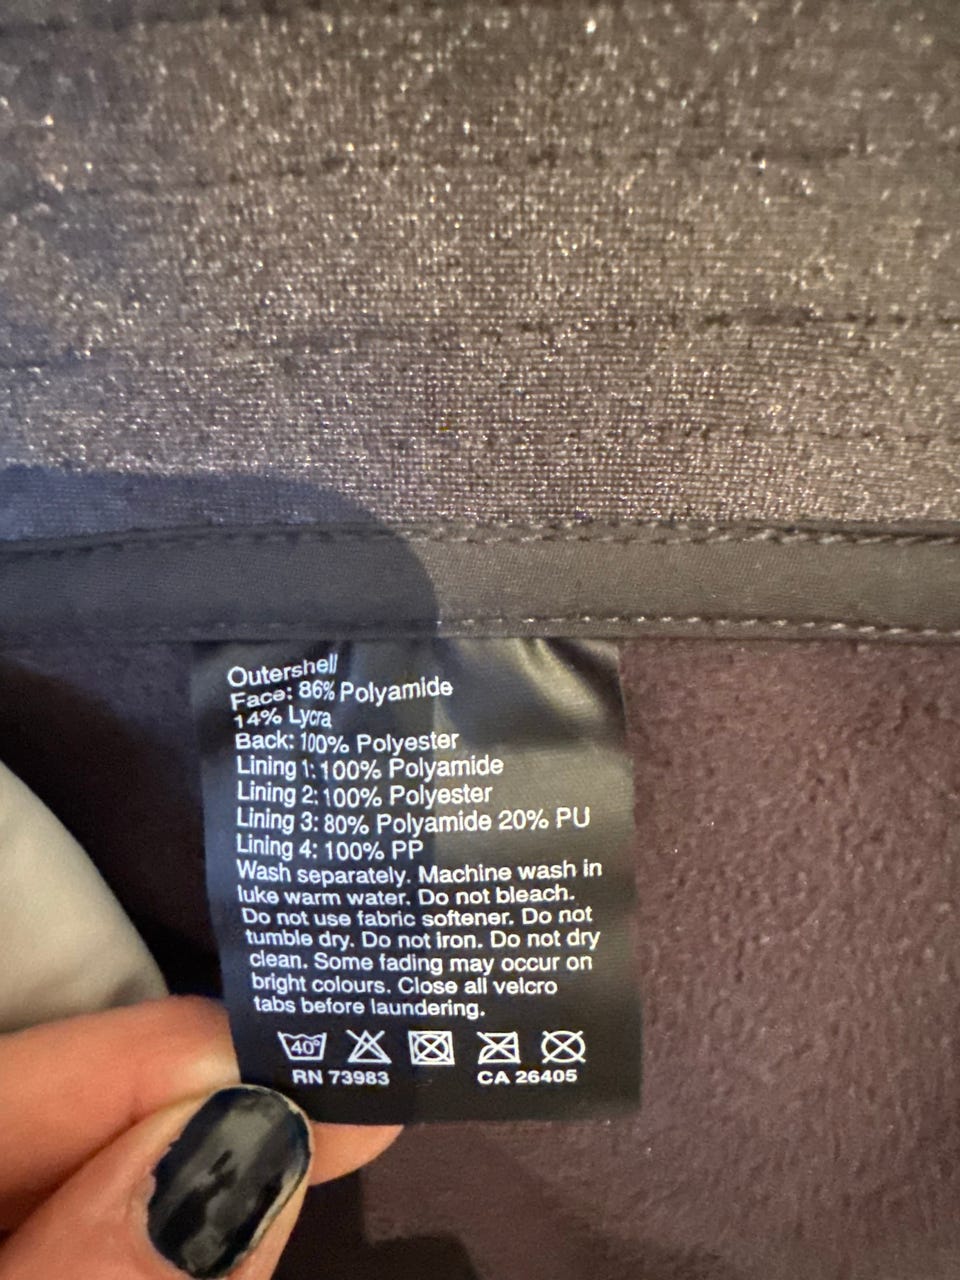 Outershell
Face: 86% Polyamide
14% Lycra
Back: 100% Polyester
Lining 1: 100% Polyamide
Lining 2: 100% Polyester
Lining 3: 80% Polyamide 20% PU
Lining 4: 100% PP
Wash separately. Machine wash in
luke warm water. Do not bleach.
Do not use fabric softener. Do not
tumble dry. Do not iron. Do not dry
clean. Some fading may occur on
bright colours. Close all velcro
tabs before laundering.
40°
RN 73983 CA 26405